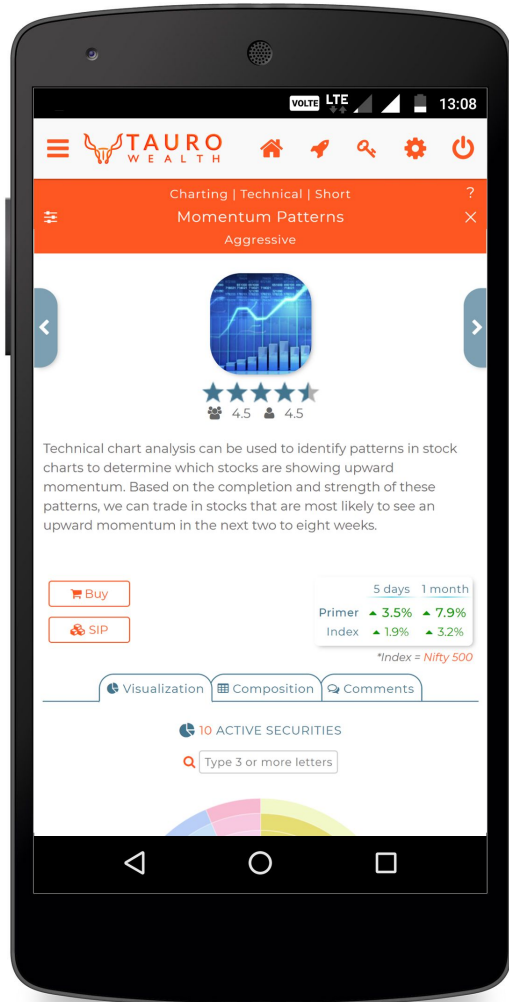 VOLTE LTE 13:08
TAURO
WEALTH
Charting | Technical | Short ?
Momentum Patterns
Aggressive
4.5 4.5
Technical chart analysis can be used to identify patterns in stock
charts to determine which stocks are showing upward
momentum. Based on the completion and strength of these
patterns, we can trade in stocks that are most likely to see an
upward momentum in the next two to eight weeks.
Buy
SIP
5 days 1 month
Primer 3.5% 7.9%
Index 1.9% 3.2%
*Index = Nifty 500
Visualization Composition Comments
10 ACTIVE SECURITIES
Type 3 or more letters